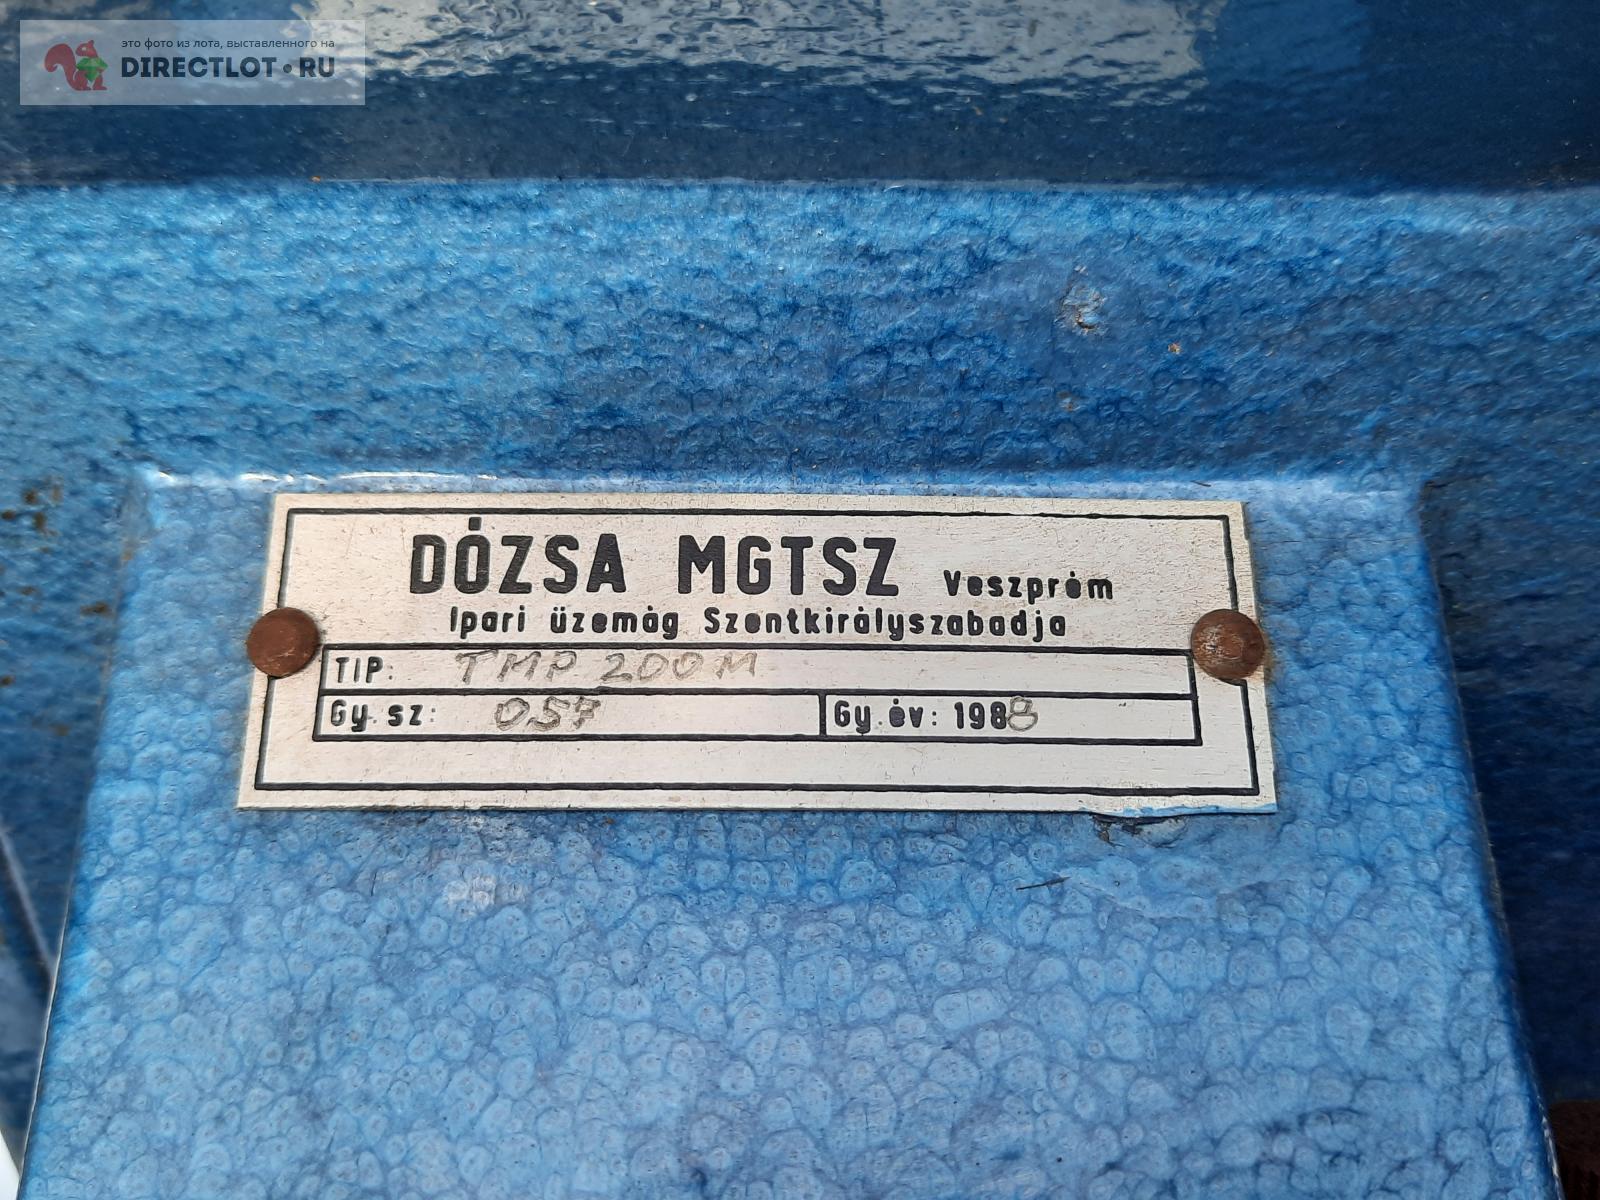 это фото из лота, выставленного на
DIRECTLOT•RU
DÓZSA MGTSZ Veszprém
Ipari üzemág Szentkirályszabadja
TIP: TMP 200M
Gy. sz: 057 Gy. év: 1988